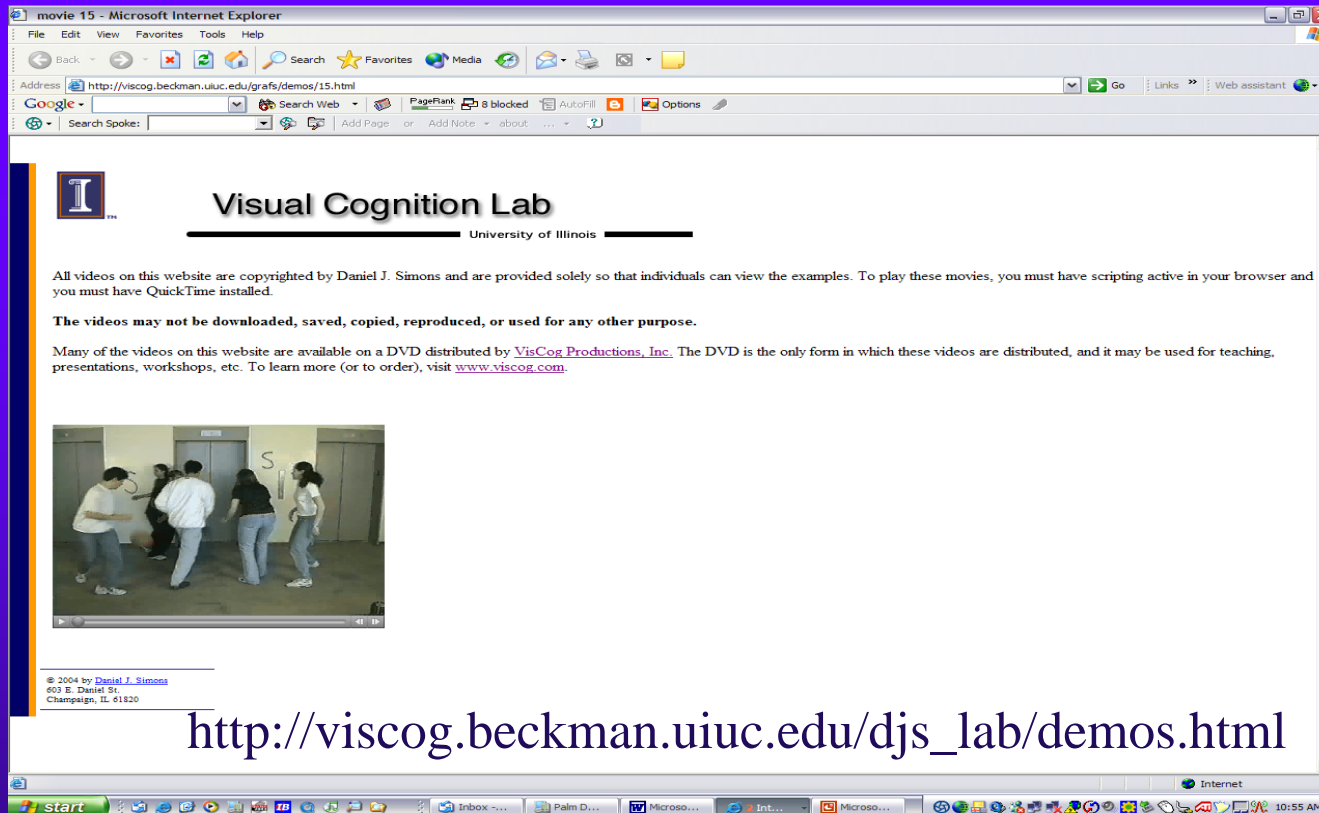 movie 15 - Microsoft Internet Explorer
File Edit View Favorites Tools Help
Back Search Favorites Media
Address http://viscog.beckman.uiuc.edu/grafs/demos/15.html Go Links » Web assistant
Google Search Web PageRank 8 blocked AutoFill Options
Search Spoke: Add Page or Add Note about ...
I
TM
Visual Cognition Lab
University of Illinois
All videos on this website are copyrighted by Daniel J. Simons and are provided solely so that individuals can view the examples. To play these movies, you must have scripting active in your browser and
you must have QuickTime installed.
The videos may not be downloaded, saved, copied, reproduced, or used for any other purpose.
Many of the videos on this website are available on a DVD distributed by VisCog Productions, Inc. The DVD is the only form in which these videos are distributed, and it may be used for teaching,
presentations, workshops, etc. To learn more (or to order), visit www.viscog.com.
S
© 2004 by Daniel J. Simons
603 E. Daniel St.
Champaign, IL 61820
http://viscog.beckman.uiuc.edu/djs_lab/demos.html
Internet
start Inbox -... Palm D... Microso... 2 Int... Microso... 10:55 AM